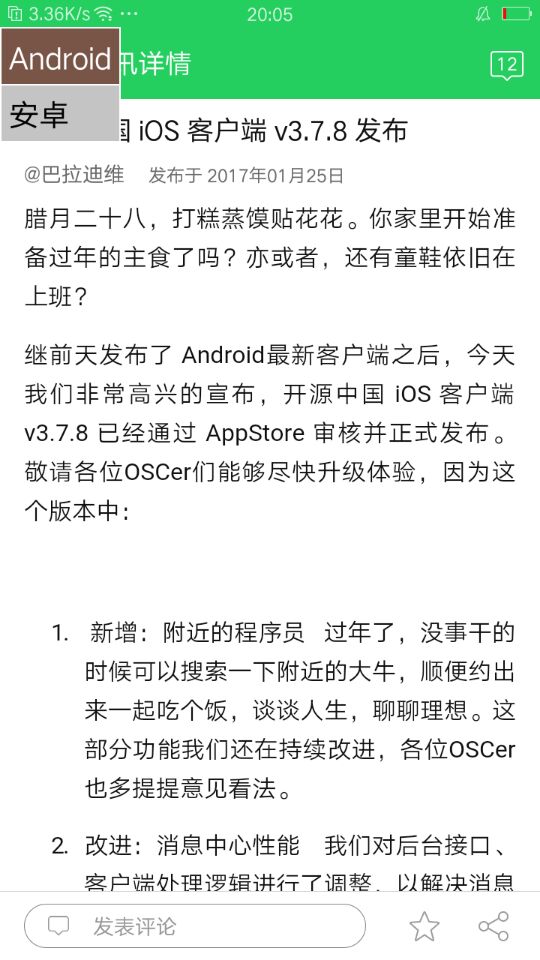 3.36K/s 20:05
Android
讯详情
12
安卓
国 iOS 客户端 v3.7.8 发布
@巴拉迪维 发布于 2017年01月25日
腊月二十八，打糕蒸馍贴花花。你家里开始准
备过年的主食了吗？亦或者，还有童鞋依旧在
上班？
继前天发布了 Android最新客户端之后，今天
我们非常高兴的宣布，开源中国 iOS 客户端
v3.7.8 已经通过 AppStore 审核并正式发布。
敬请各位OSCer们能够尽快升级体验，因为这
个版本中：
1. 新增：附近的程序员 过年了，没事干的
时候可以搜索一下附近的大牛，顺便约出
来一起吃个饭，谈谈人生，聊聊理想。这
部分功能我们还在持续改进，各位OSCer
也多提提意见看法。
2. 改进：消息中心性能 我们对后台接口、
客户端处理逻辑进行了调整，以解决消息
发表评论